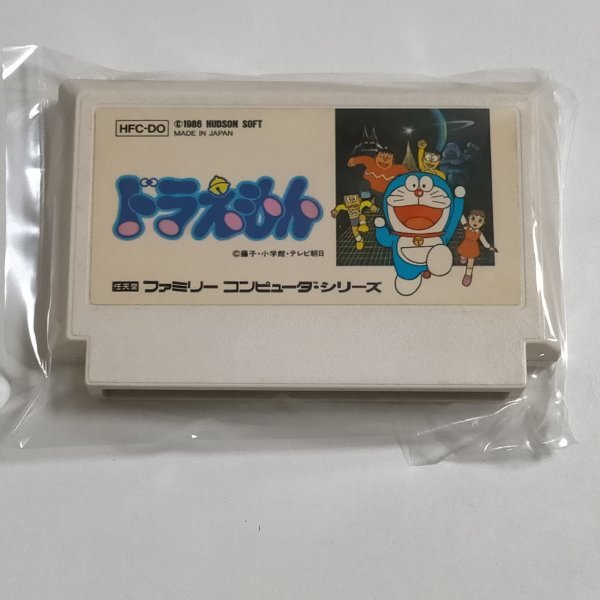 HFC-DO ©1986 HUDSON SOFT
MADE IN JAPAN
ドラえもん
©藤子・小学館・テレビ朝日
任天堂 ファミリー コンピュータ・シリーズ